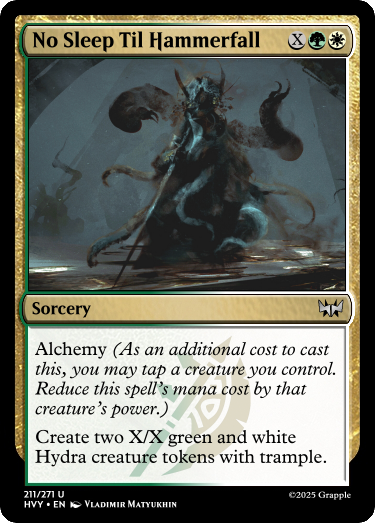 No Sleep Til Hammerfall X
Sorcery
Alchemy (As an additional cost to cast
this, you may tap a creature you control.
Reduce this spell's mana cost by that
creature's power.)
Create two X/X green and white
Hydra creature tokens with trample.
211/271 U
HVY • EN Vladimir Matyukhin
©2025 Grapple